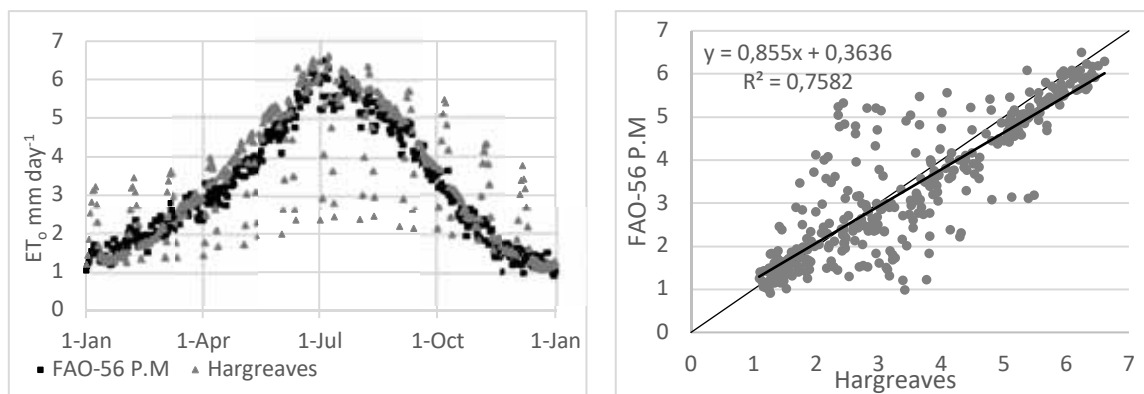 7
6
5
4
3
2
1
0
ETo mm day-1
1-Jan 1-Apr 1-Jul 1-Oct 1-Jan
FAO-56 P.M Hargreaves
y = 0,855x + 0,3636
R² = 0,7582
7
6
5
4
3
2
1
0
FAO-56 P.M
0 1 2 3 4 5 6 7
Hargreaves